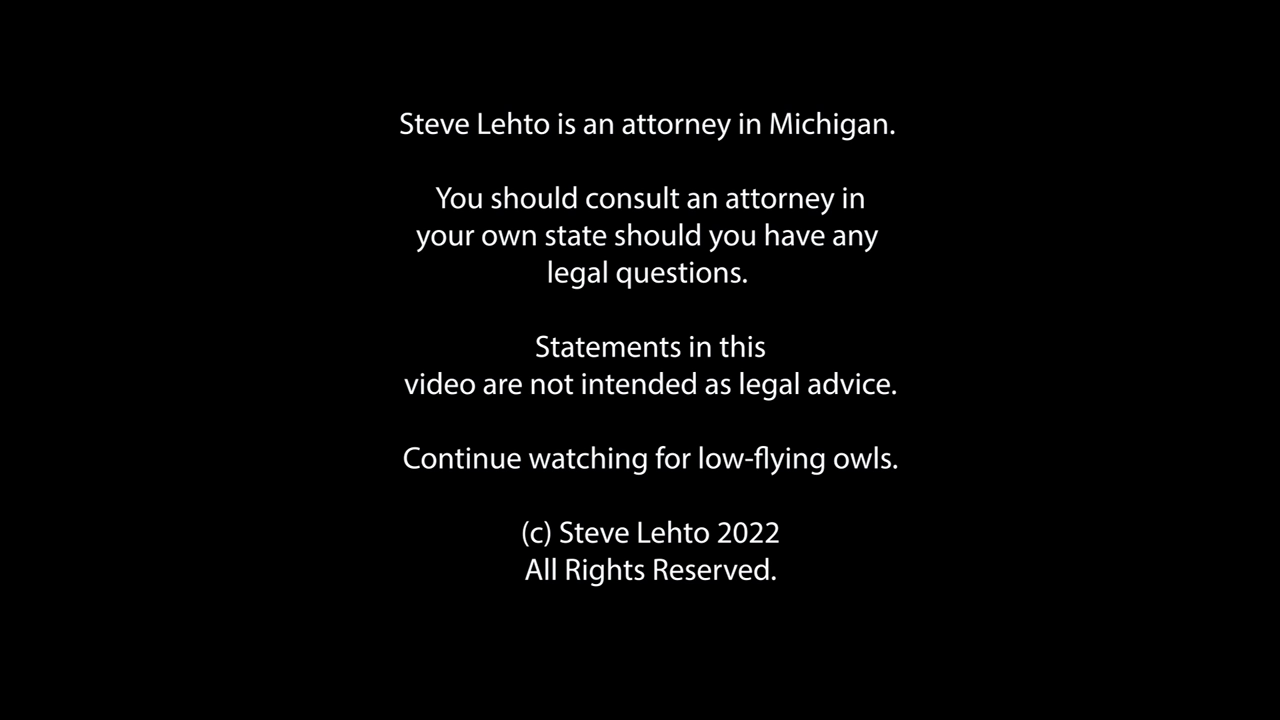 Steve Lehto is an attorney in Michigan.
You should consult an attorney in
your own state should you have any
legal questions.
Statements in this
video are not intended as legal advice.
Continue watching for low-flying owls.
(c) Steve Lehto 2022
All Rights Reserved.